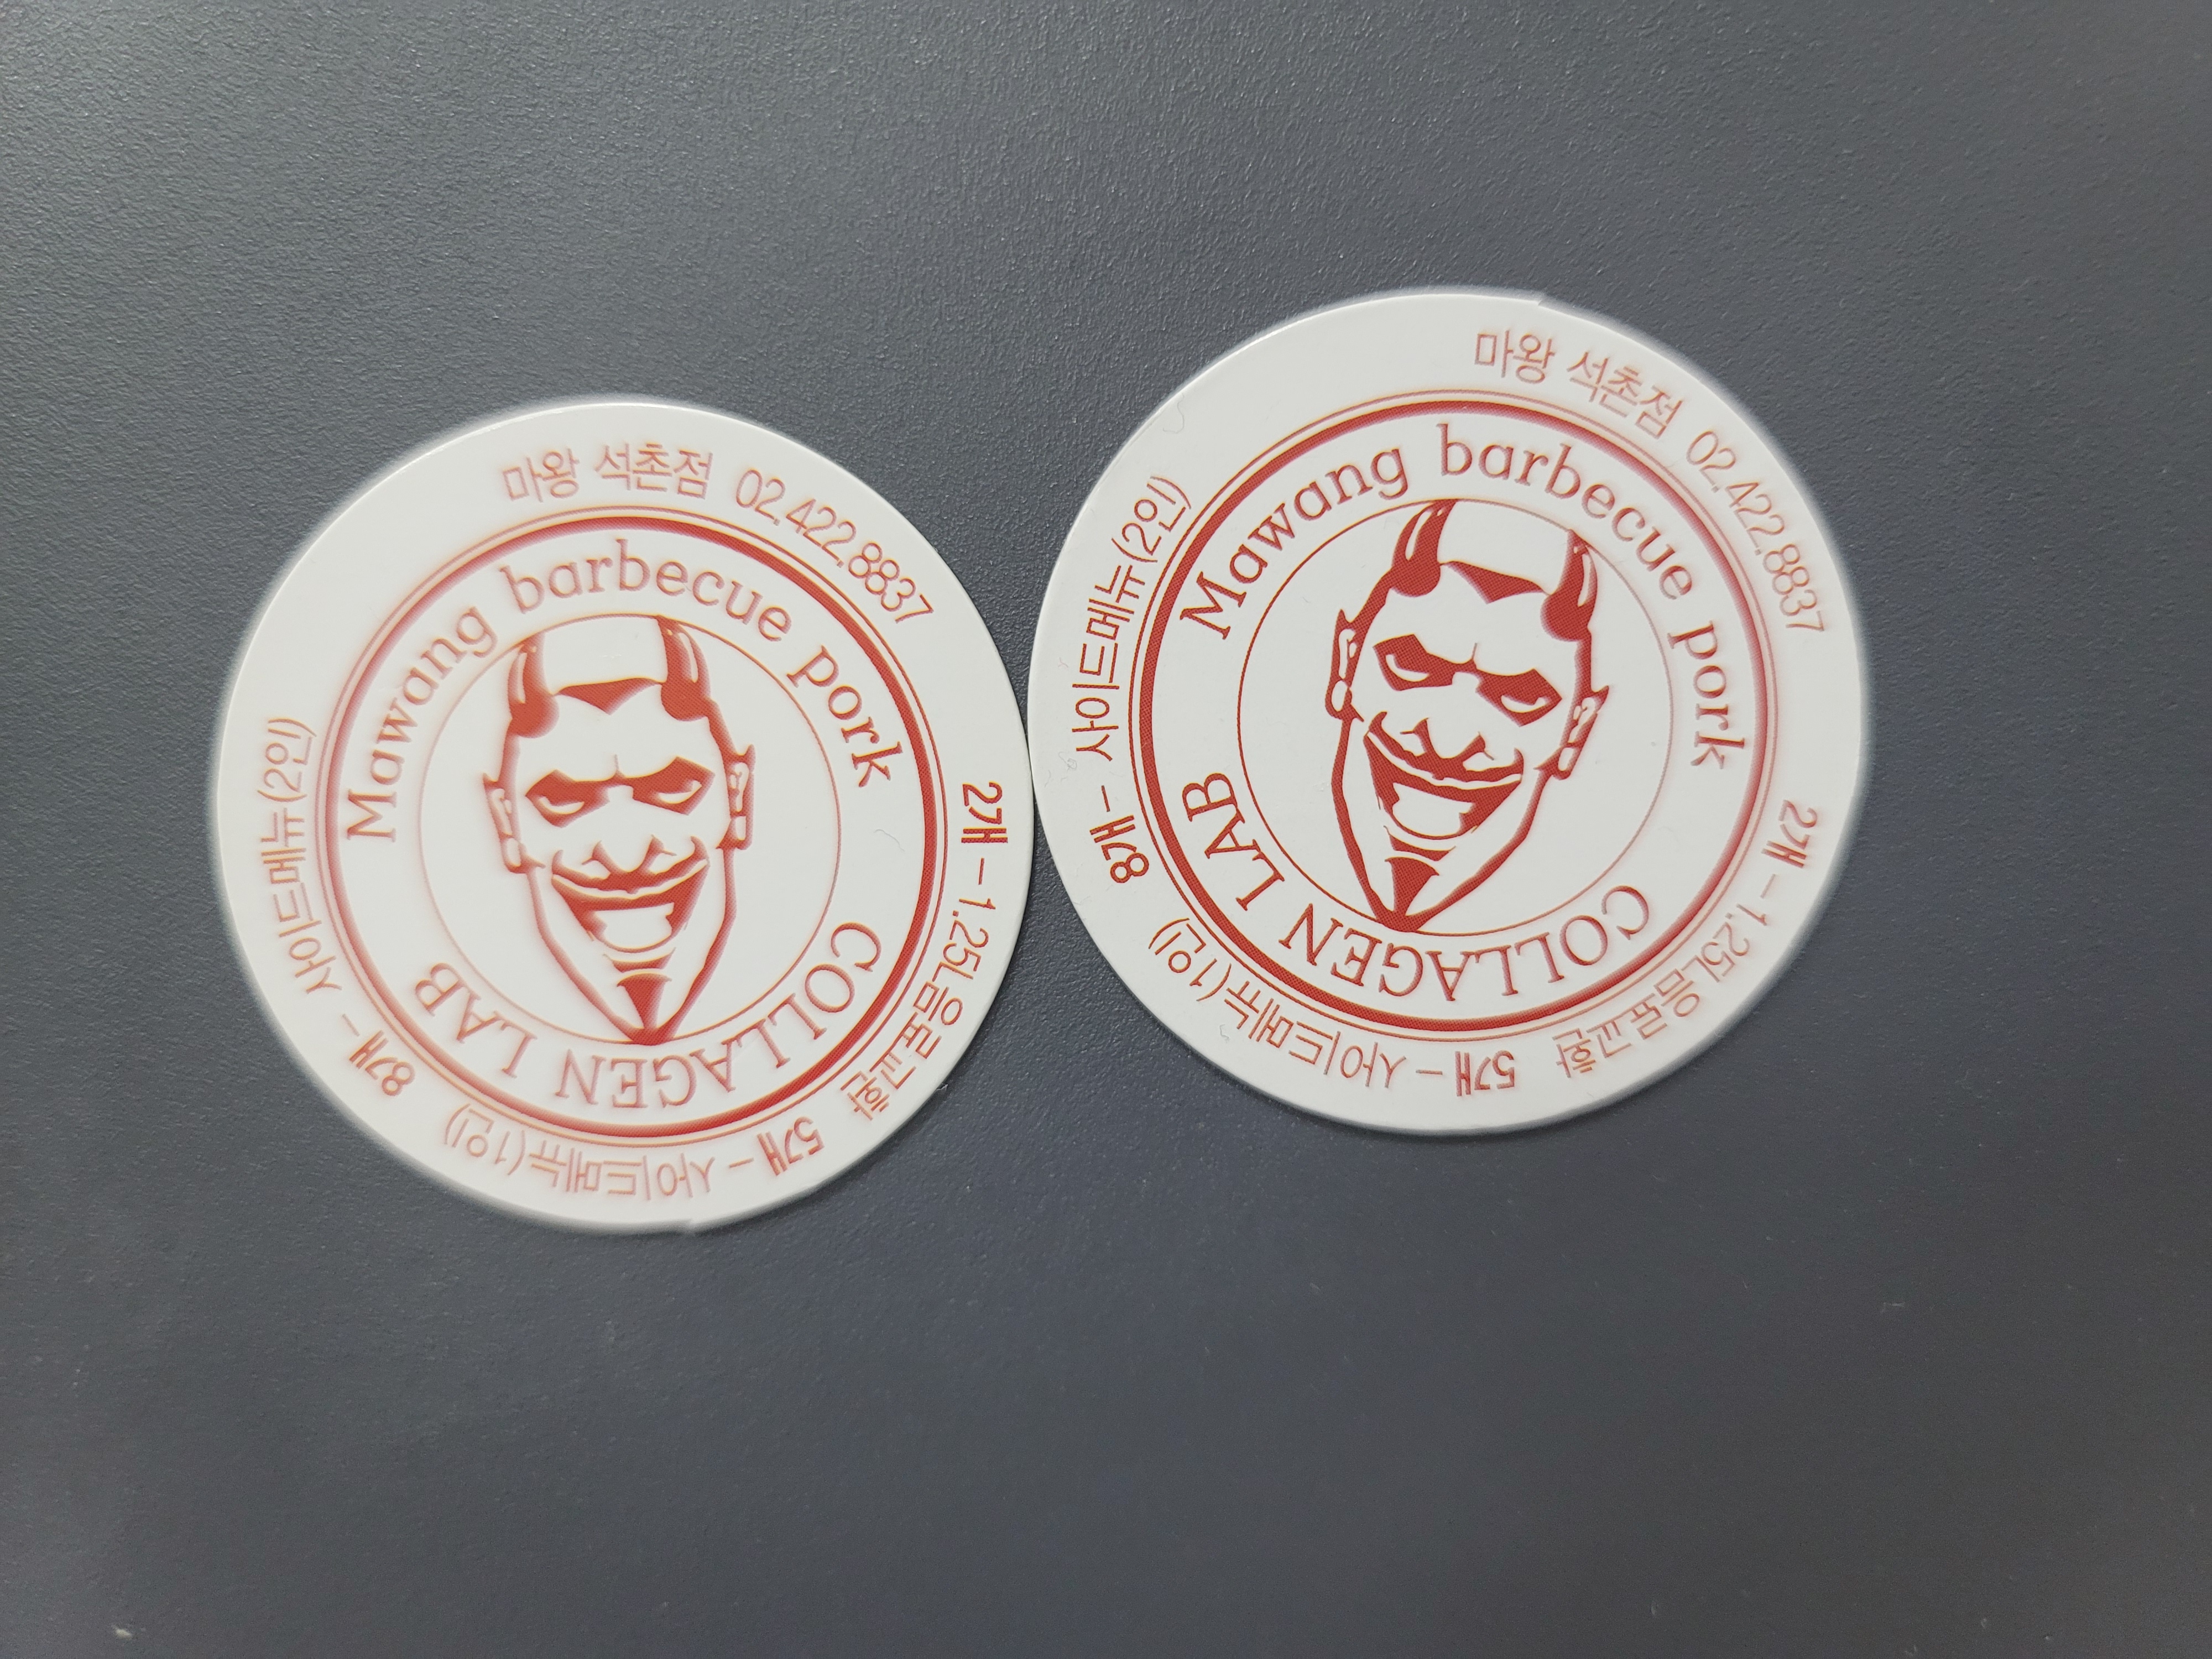 마왕 석촌점 02.422.8837
Mawang barbecue pork
COLLAGEN LAB
2개 - 1.25L음료교환
5개 - 사이드메뉴(1인)
8개 - 사이드메뉴(2인)
마왕 석촌점 02.422.8837
Mawang barbecue pork
COLLAGEN LAB
2개 - 1.25L음료교환
5개 - 사이드메뉴(1인)
8개 - 사이드메뉴(2인)